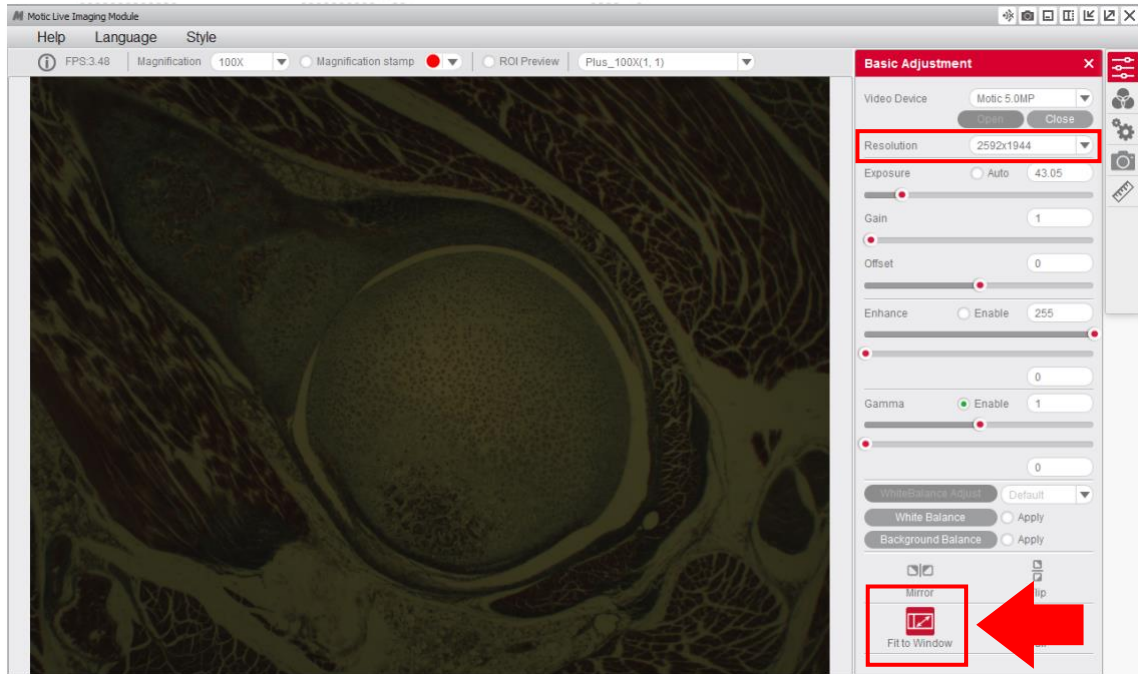 Motic Live Imaging Module
Help Language Style
FPS:3.48 Magnification 100X Magnification stamp ROI Preview Plus_100X(1, 1)
Basic Adjustment
Video Device Motic 5.0MP
Open Close
Resolution 2592x1944
Exposure Auto 43.05
Gain 1
Offset 0
Enhance Enable 255
0
Gamma Enable 1
0
WhiteBalance Adjust Default
White Balance Apply
Background Balance Apply
Mirror
Fit to Window